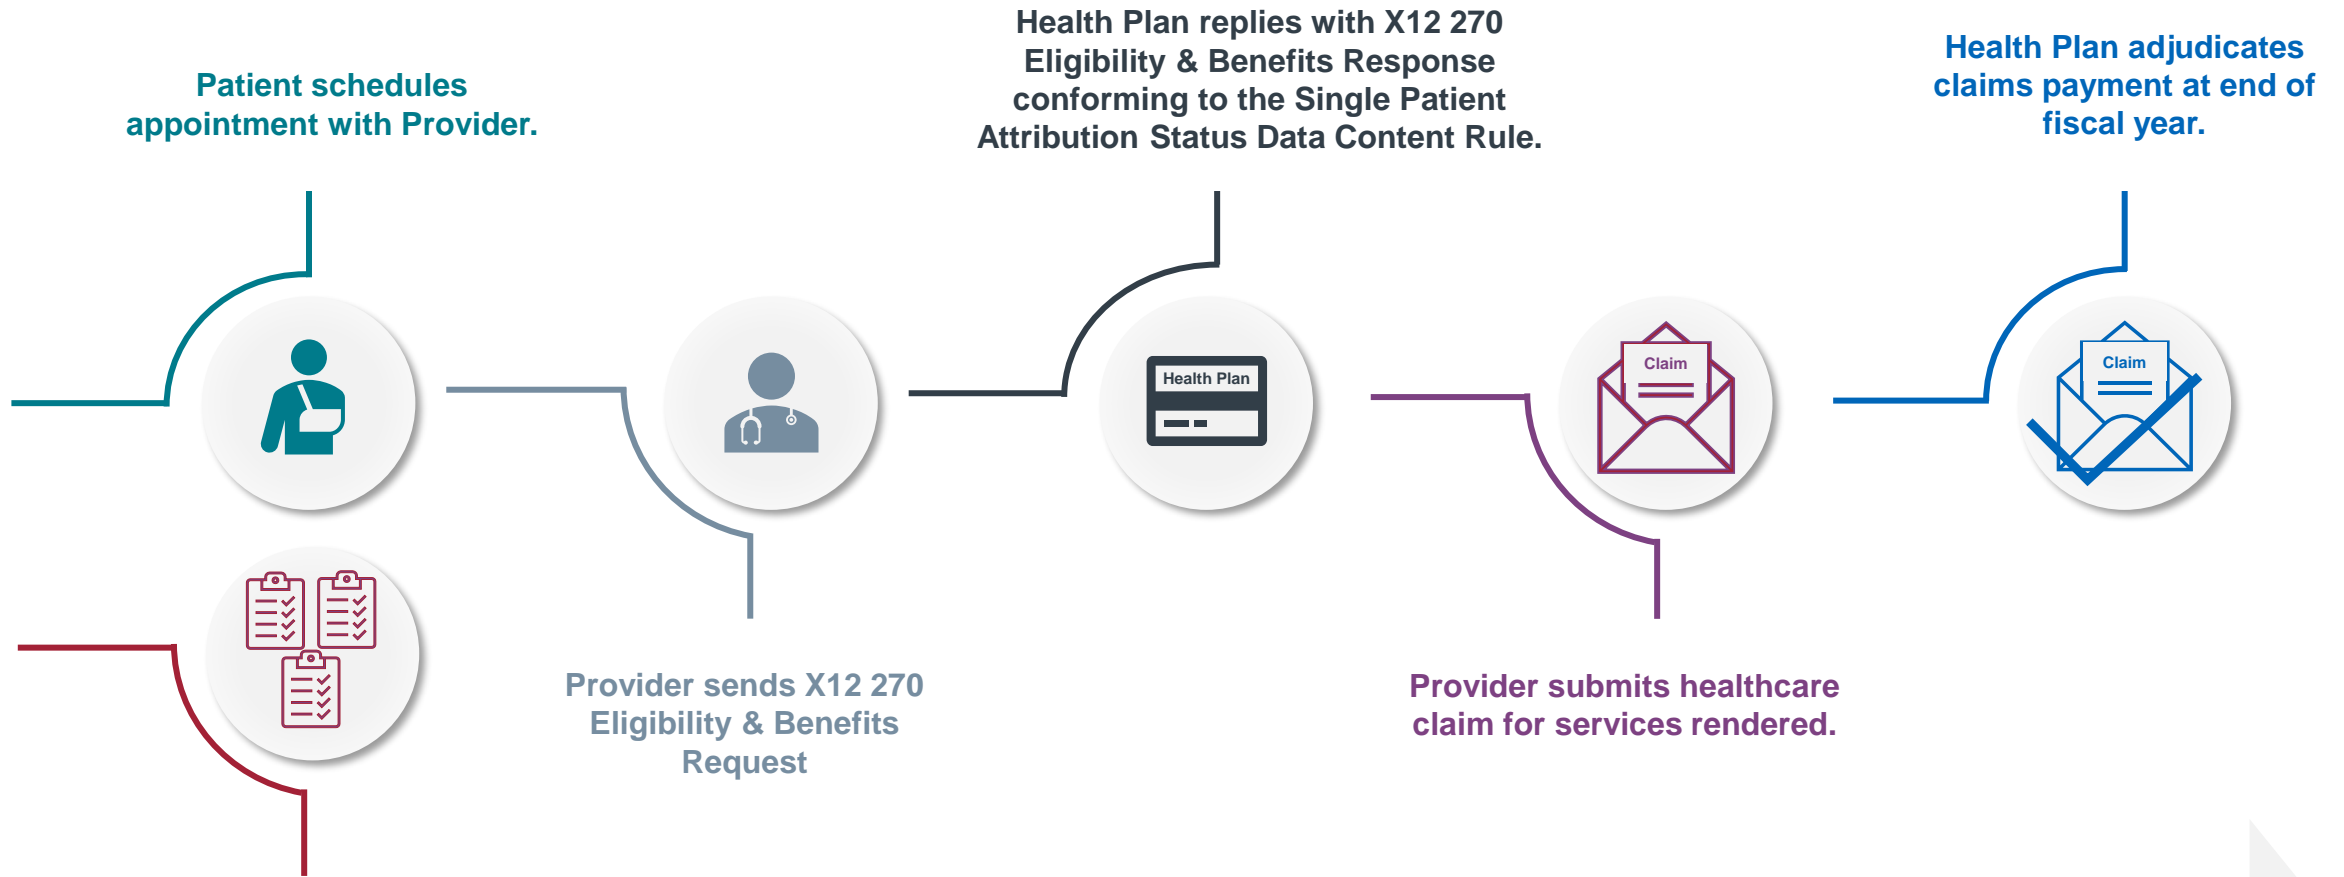 Patient schedules
appointment with Provider.
Provider sends X12 270
Eligibility & Benefits
Request
Health Plan replies with X12 270
Eligibility & Benefits Response
conforming to the Single Patient
Attribution Status Data Content Rule.
Health Plan
Claim
Provider submits healthcare
claim for services rendered.
Health Plan adjudicates
claims payment at end of
fiscal year.
Claim